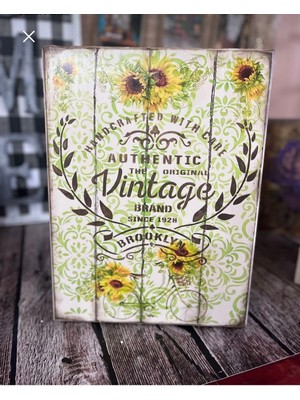 HANDCRAFTED WITH CARE
AUTHENTIC
THE ORIGINAL
Vintage
BRAND
SINCE 1928
BROOKLYN